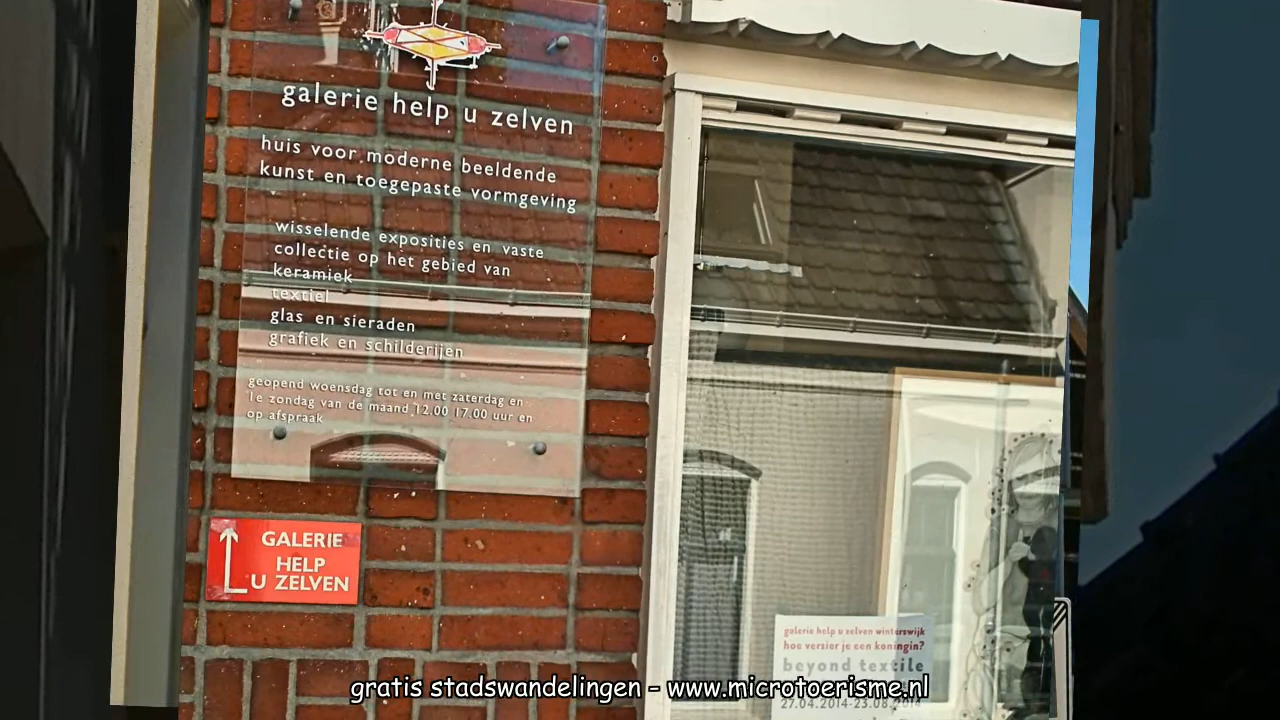 galerie help u zelven
huis voor moderne beeldende
kunst en toegepaste vormgeving
wisselende exposities en vaste
collectie op het gebied van
keramiek
textiel
glas en sieraden
grafiek en schilderijen
geopend woensdag tot en met zaterdag en
1e zondag van de maand 12.00 17.00 uur en
op afspraak
GALERIE
HELP
U ZELVEN
galerie help u zelven winterswijk
hoe versier je een koningin?
beyond textile
27.04.2014-23.08.2014
gratis stadswandelingen - www.microtoerisme.nl